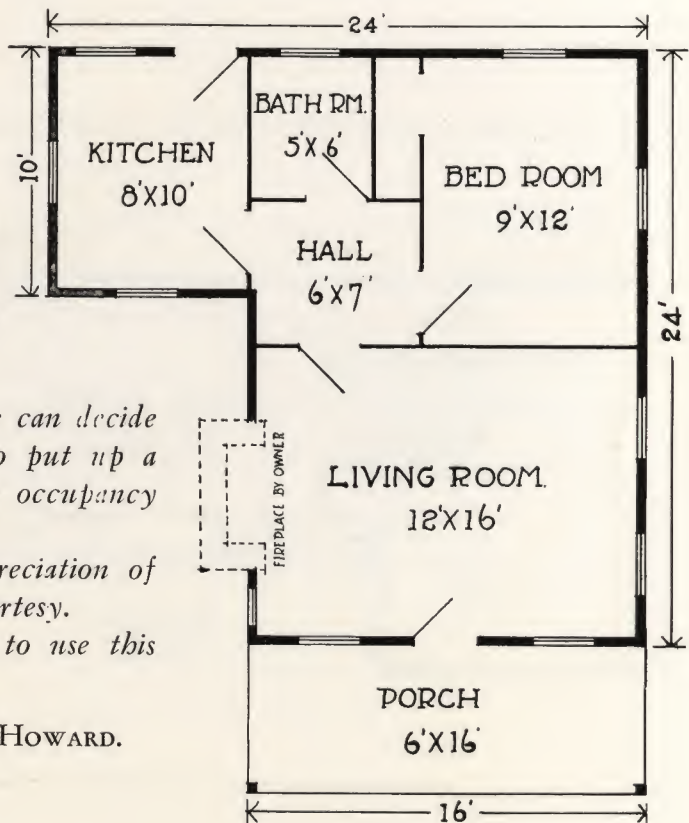 24'
KITCHEN
8'X10'
BATH RM.
5'X6'
BED ROOM
9'X12'
10'
HALL
6'X7'
24'
can decide
put up a
occupancy
reciation of
rtesy.
to use this
HOWARD.
FIREPLACE BY OWNER
LIVING ROOM.
12'X16'
PORCH
6'X16'
16'